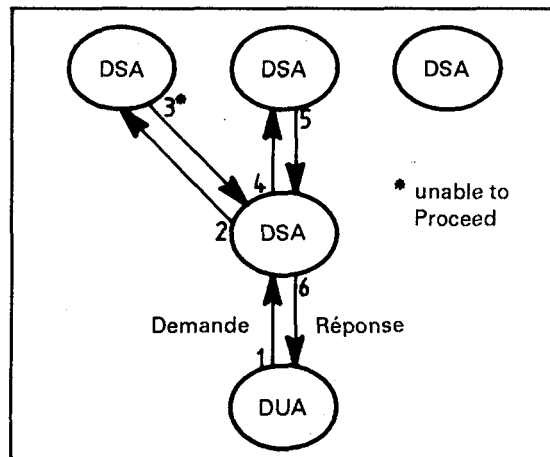 DSA DSA DSA
3*
5
4
* unable to
Proceed
2
DSA
6
Demande Réponse
1
DUA